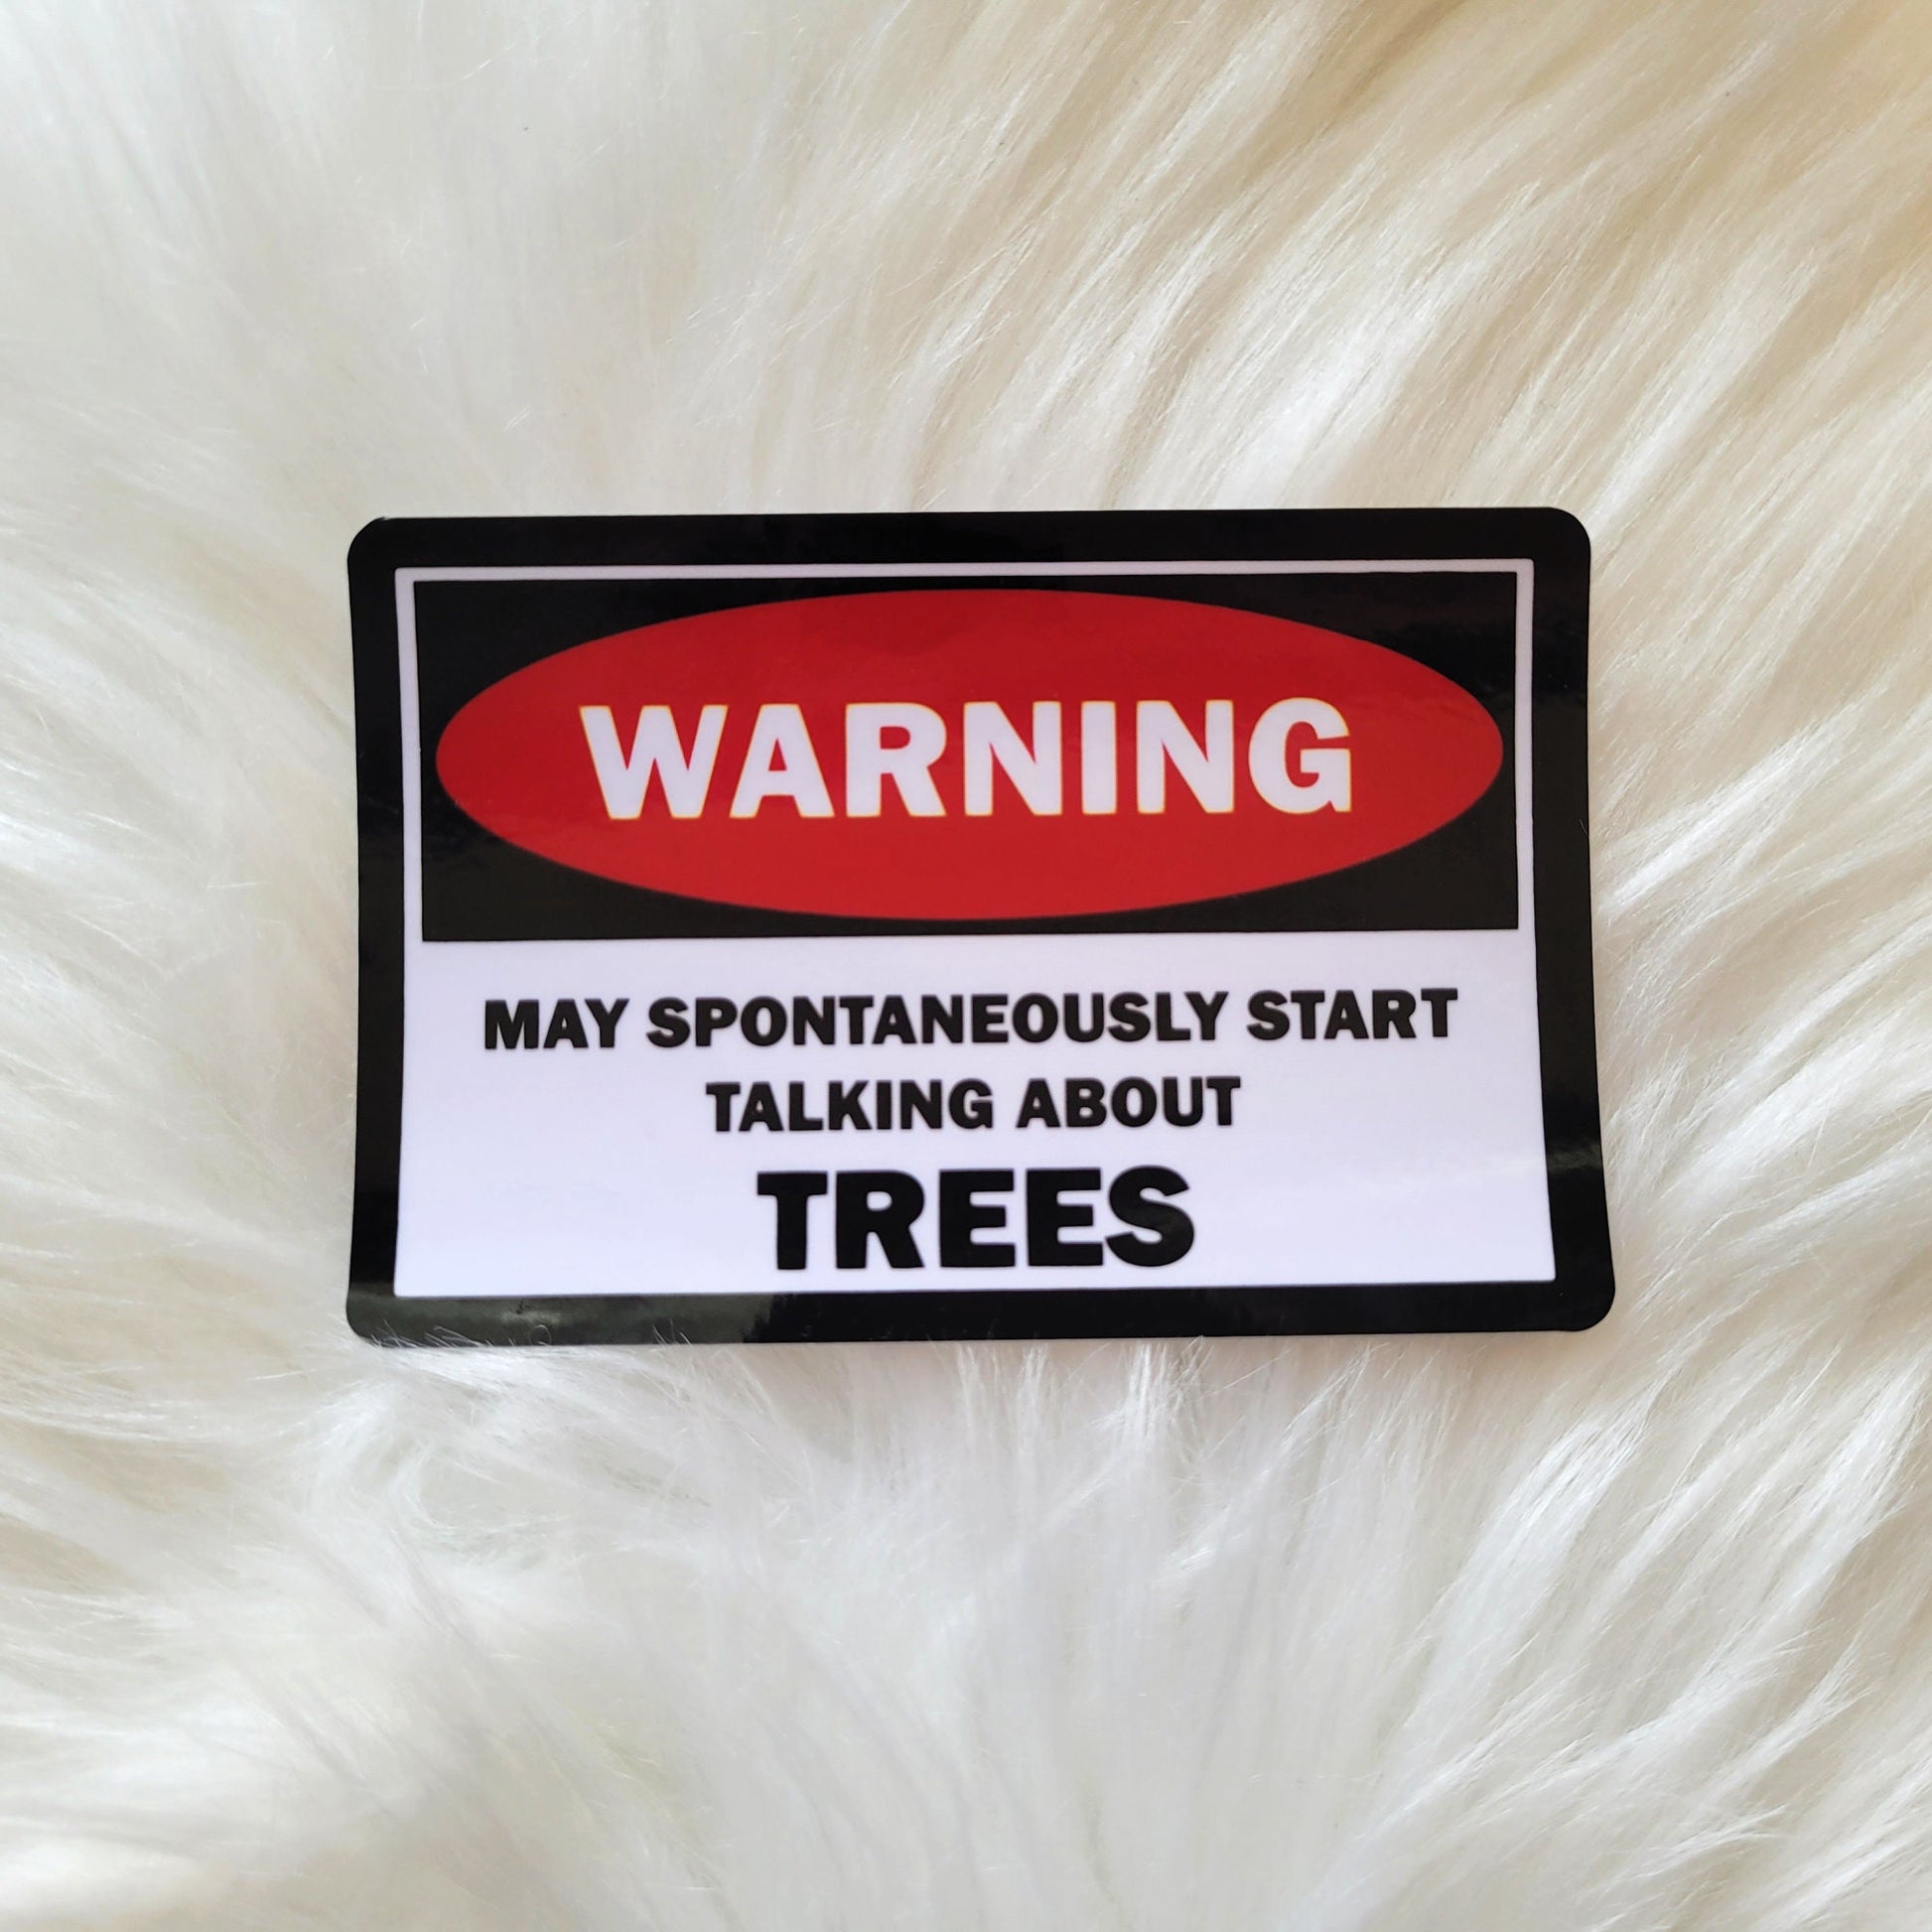 WARNING
MAY SPONTANEOUSLY START
TALKING ABOUT
TREES